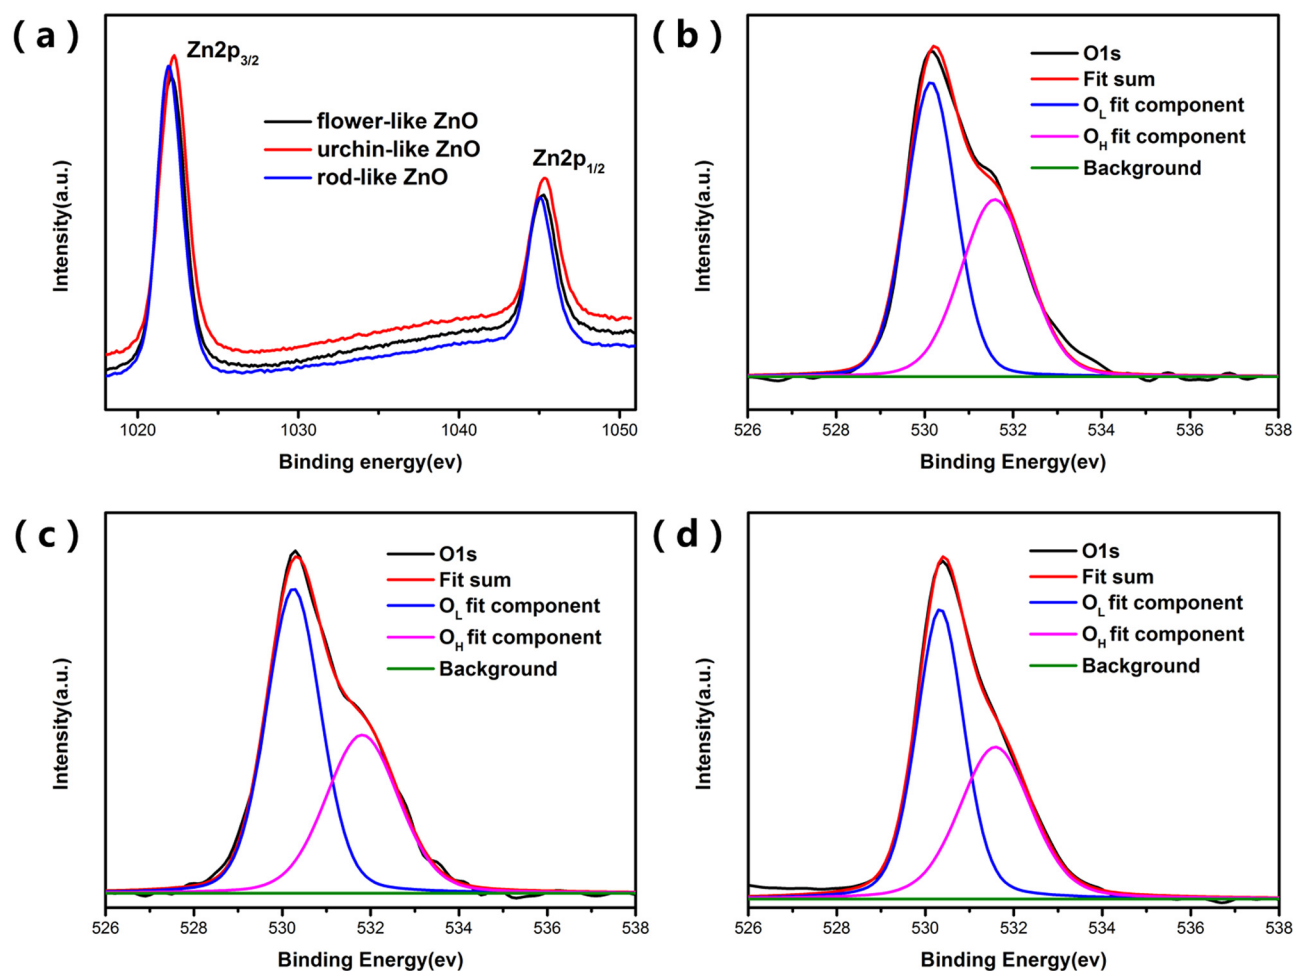 ( a )
Zn2p3/2
flower-like ZnO
urchin-like ZnO
rod-like ZnO
Zn2p1/2
Intensity(a.u.)
1020 1030 1040 1050
Binding energy(ev)
( b )
O1s
Fit sum
OL fit component
OH fit component
Background
Intensity(a.u.)
526 528 530 532 534 536 538
Binding Energy(ev)
( c )
O1s
Fit sum
OL fit component
OH fit component
Background
Intensity(a.u.)
526 528 530 532 534 536 538
Binding Energy(ev)
( d )
O1s
Fit sum
OL fit component
OH fit component
Background
Intensity(a.u.)
526 528 530 532 534 536 538
Binding Energy(ev)